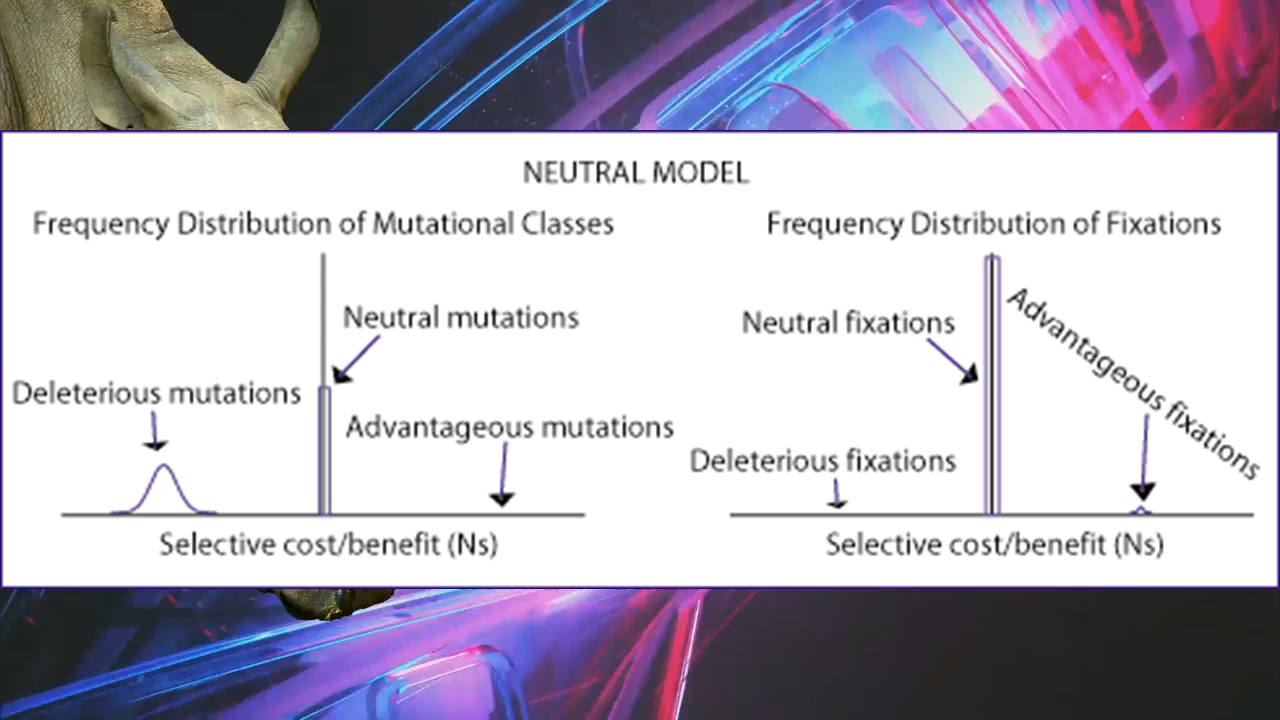 NEUTRAL MODEL
Frequency Distribution of Mutational Classes
Neutral mutations
Deleterious mutations
Advantageous mutations
Selective cost/benefit (Ns)
Frequency Distribution of Fixations
Neutral fixations
Advantageous fixations
Deleterious fixations
Selective cost/benefit (Ns)